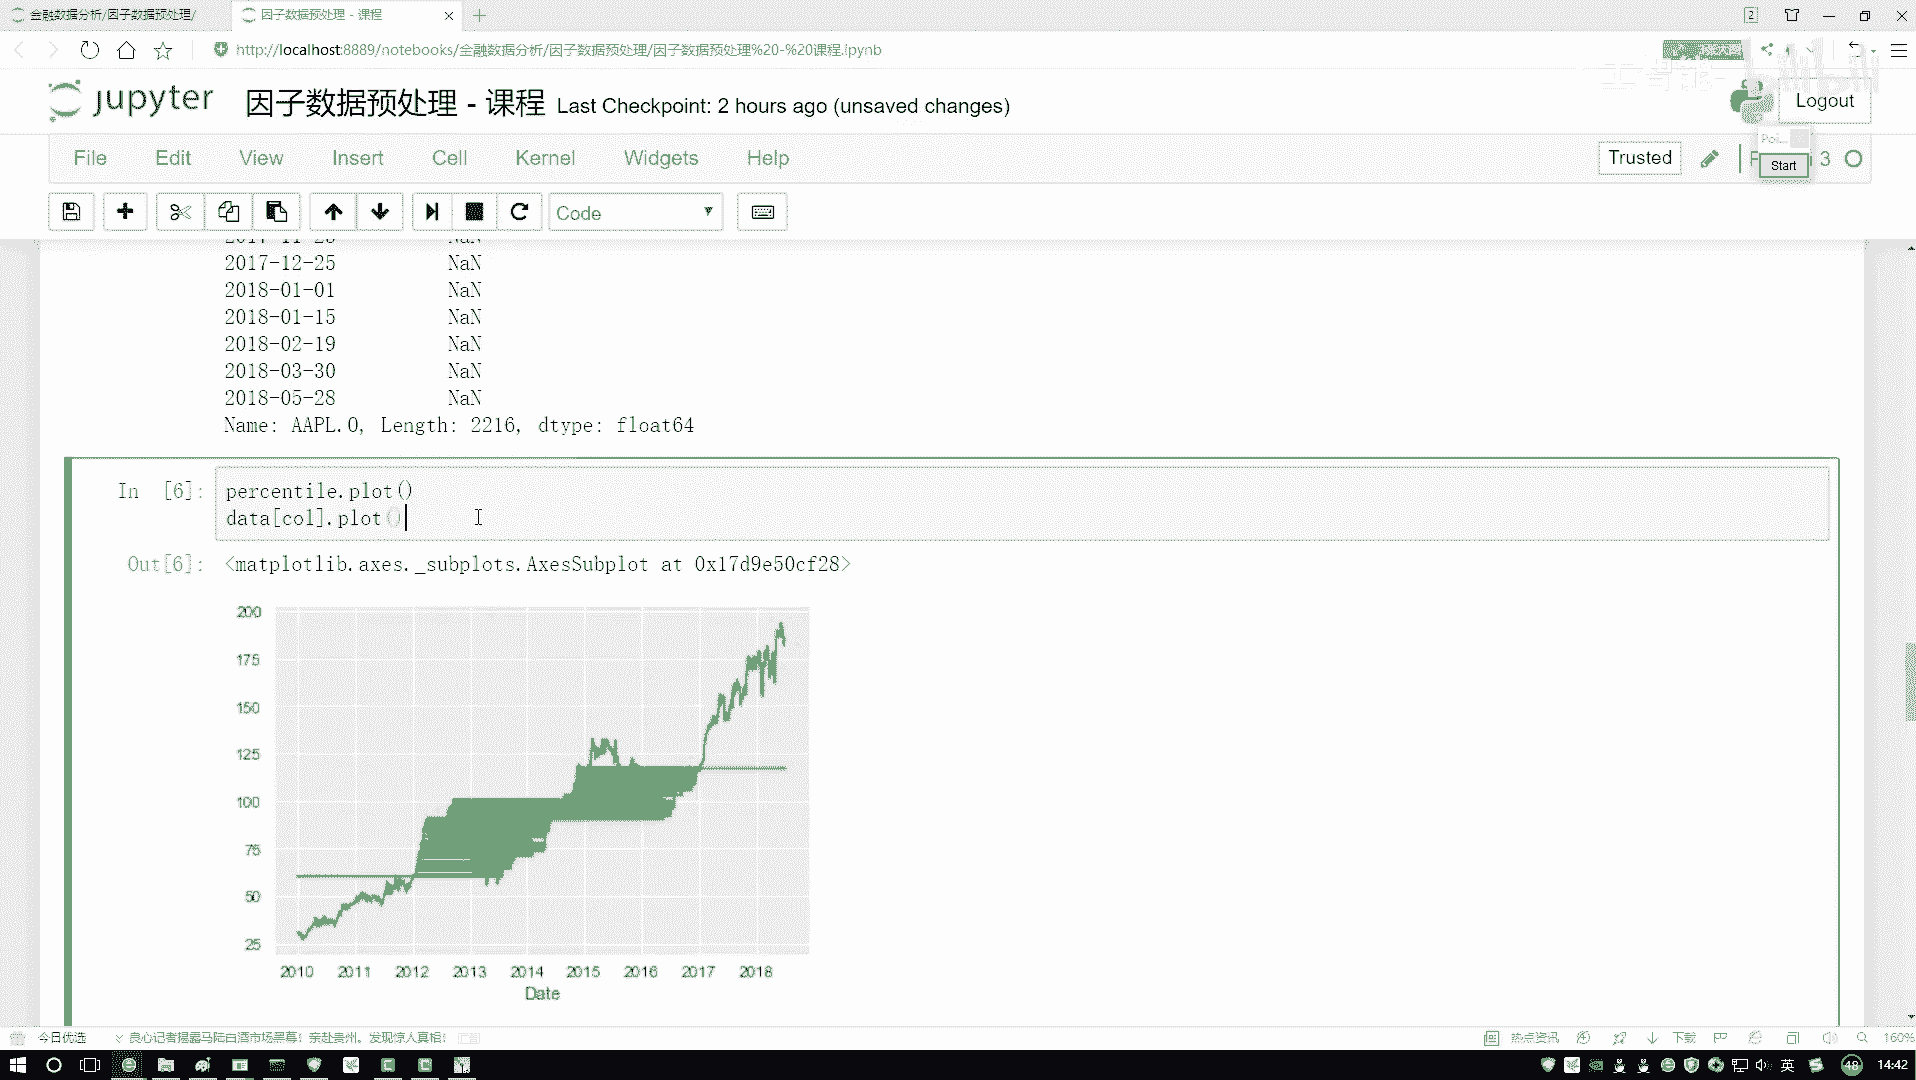 金融数据分析/因子数据预处理/
因子数据预处理 - 课程
2
http://localhost:8889/notebooks/金融数据分析/因子数据预处理/因子数据预处理%20-%20课程.ipynb
bilibili
jupyter 因子数据预处理 - 课程 Last Checkpoint: 2 hours ago (unsaved changes)
Logout
File Edit View Insert Cell Kernel Widgets Help
Trusted
3
Poi...
Start
Code
2017-12-25 NaN
2018-01-01 NaN
2018-01-15 NaN
2018-02-19 NaN
2018-03-30 NaN
2018-05-28 NaN
Name: AAPL.O, Length: 2216, dtype: float64
In [6]:
percentile.plot()
data[col].plot()
Out[6]: <matplotlib.axes._subplots.AxesSubplot at 0x17d9e50cf28>
200
175
150
125
100
75
50
25
2010 2011 2012 2013 2014 2015 2016 2017 2018
Date
今日优选
良心记者揭露马陆白酒市场黑幕! 亲赴贵州。发现惊人真相!
热点资讯
下载
160%
英
48
14:42